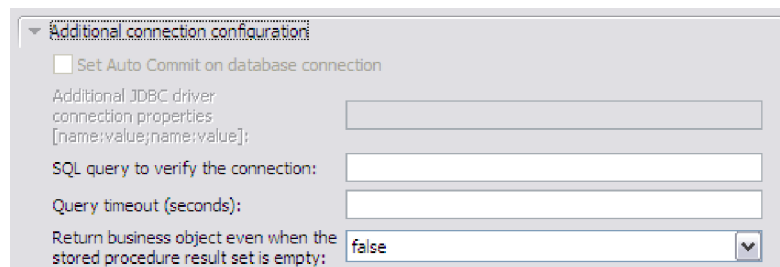 Additional connection configuration
Set Auto Commit on database connection
Additional JDBC driver
connection properties
[name:value;name:value]:
SQL query to verify the connection:
Query timeout (seconds):
Return business object even when the
stored procedure result set is empty:
false